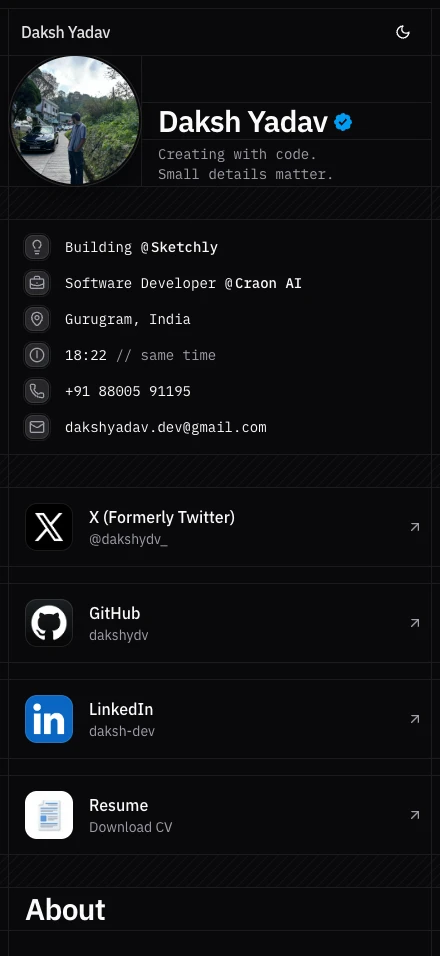 Daksh Yadav
Daksh Yadav
Creating with code.
Small details matter.
Building @Sketchly
Software Developer @Craon AI
Gurugram, India
18:22 // same time
+91 88005 91195
dakshyadav.dev@gmail.com
X (Formerly Twitter)
@dakshydv_
GitHub
dakshydv
LinkedIn
daksh-dev
Resume
Download CV
About